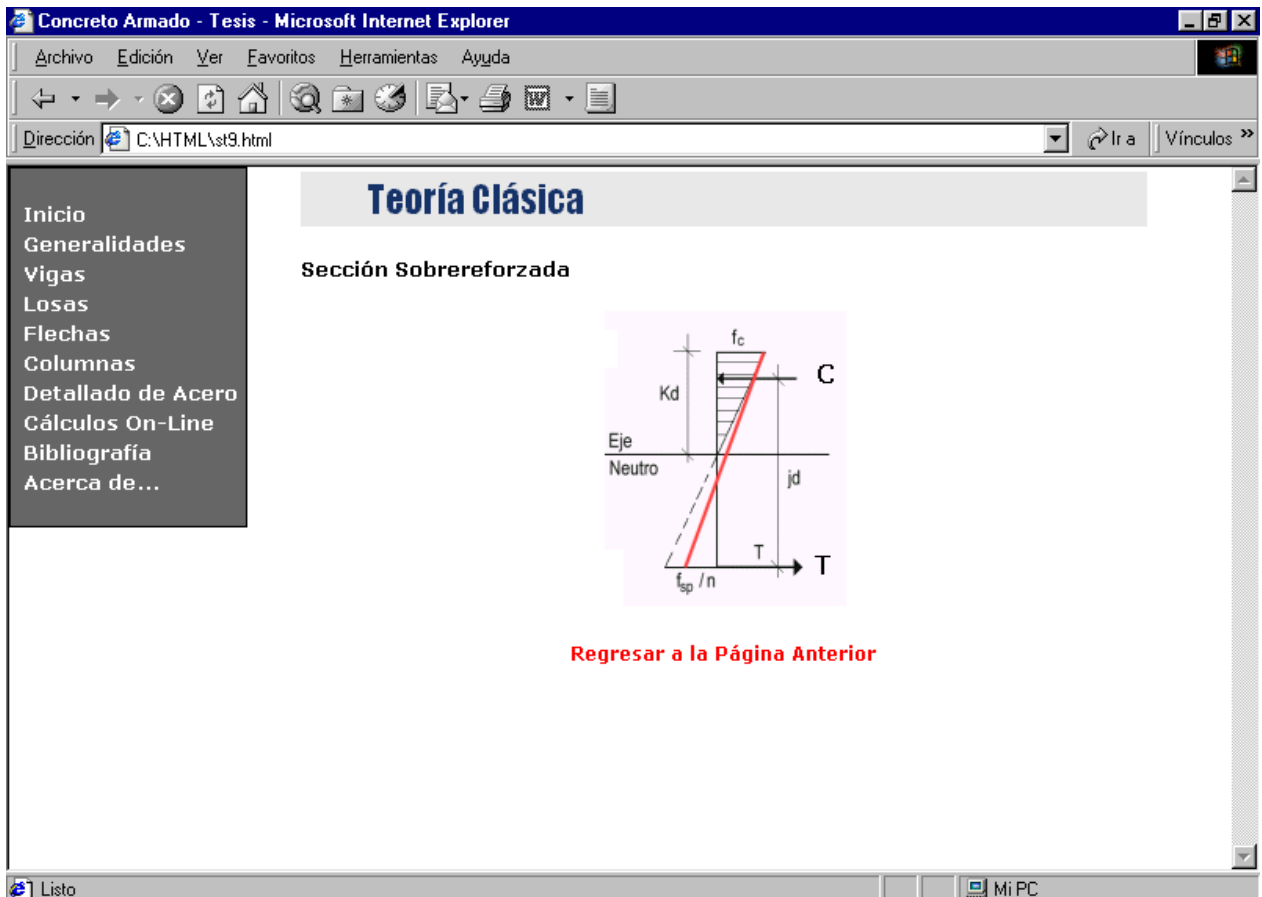 Concreto Armado - Tesis - Microsoft Internet Explorer
Archivo Edición Ver Favoritos Herramientas Ayuda
Dirección C:\HTML\st9.html Ir a Vínculos »
Inicio
Generalidades
Vigas
Losas
Flechas
Columnas
Detallado de Acero
Cálculos On-Line
Bibliografía
Acerca de...
Teoría Clásica
Sección Sobrereforzada
fc
C
Kd
Eje
Neutro
jd
T
T
fsp / n
Regresar a la Página Anterior
Listo
Mi PC